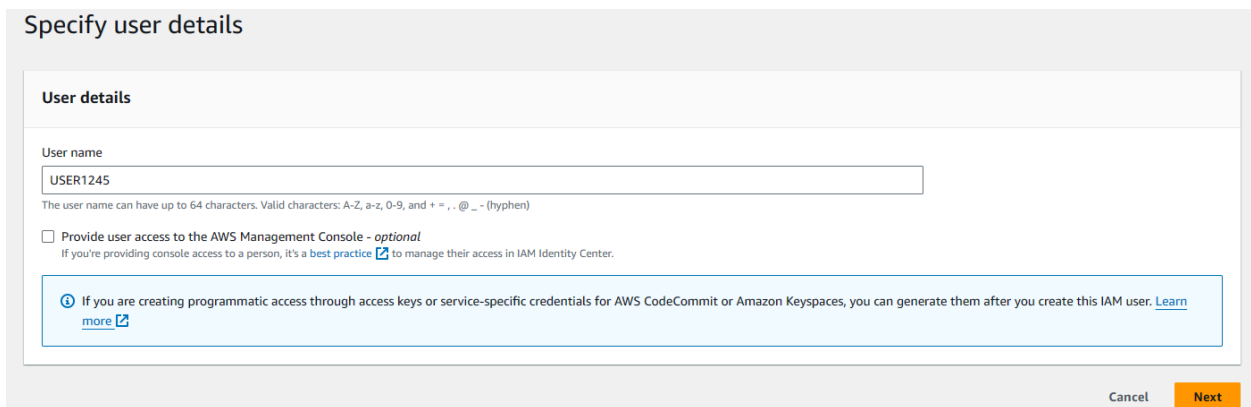 Specify user details
User details
User name
USER1245
The user name can have up to 64 characters. Valid characters: A-Z, a-z, 0-9, and + = , . @ _ - (hyphen)
Provide user access to the AWS Management Console - optional
If you're providing console access to a person, it's a best practice to manage their access in IAM Identity Center.
If you are creating programmatic access through access keys or service-specific credentials for AWS CodeCommit or Amazon Keyspaces, you can generate them after you create this IAM user. Learn
more
Cancel Next